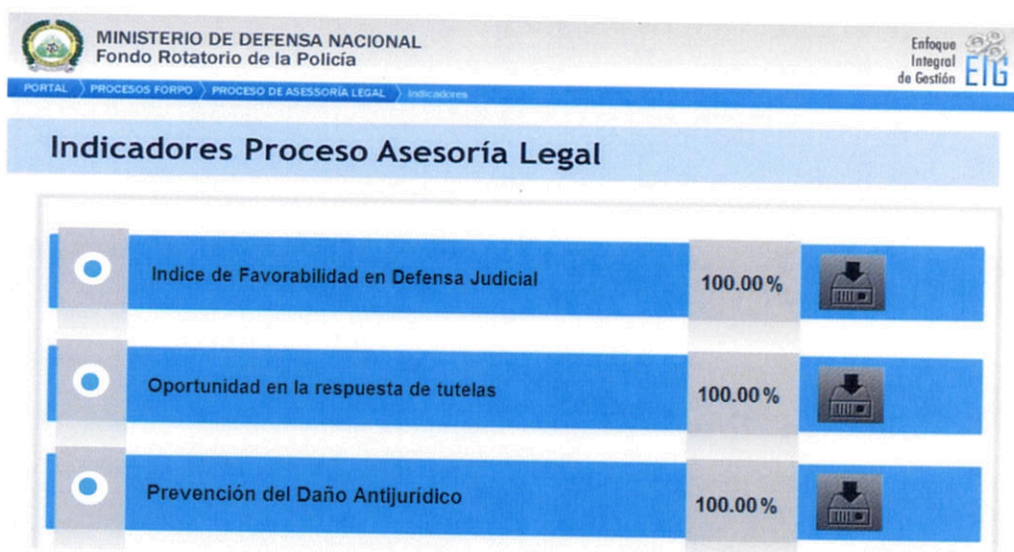 MINISTERIO DE DEFENSA NACIONAL
Fondo Rotatorio de la Policía
Enfoque
Integral
de Gestión
EIG
PORTAL
PROCESOS FORPO
PROCESO DE ASESSORÍA LEGAL
Indicadores
Indicadores Proceso Asesoría Legal
Indice de Favorabilidad en Defensa Judicial
100.00 %
Oportunidad en la respuesta de tutelas
100.00 %
Prevención del Daño Antijurídico
100.00 %